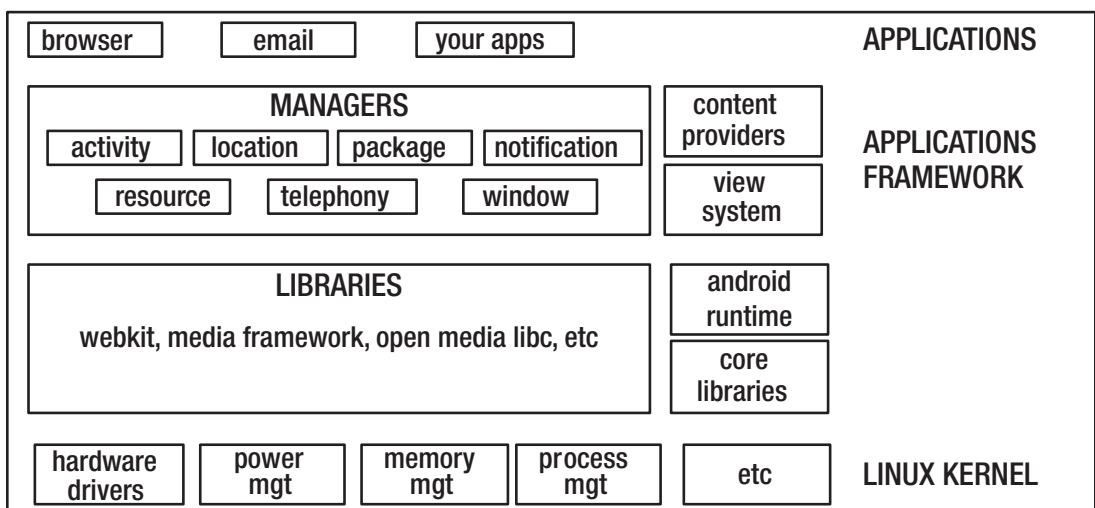 browser email your apps APPLICATIONS
MANAGERS
activity location package notification
resource telephony window
content
providers
view
system
APPLICATIONS
FRAMEWORK
LIBRARIES
webkit, media framework, open media libc, etc
android
runtime
core
libraries
hardware
drivers
power
mgt
memory
mgt
process
mgt
etc
LINUX KERNEL